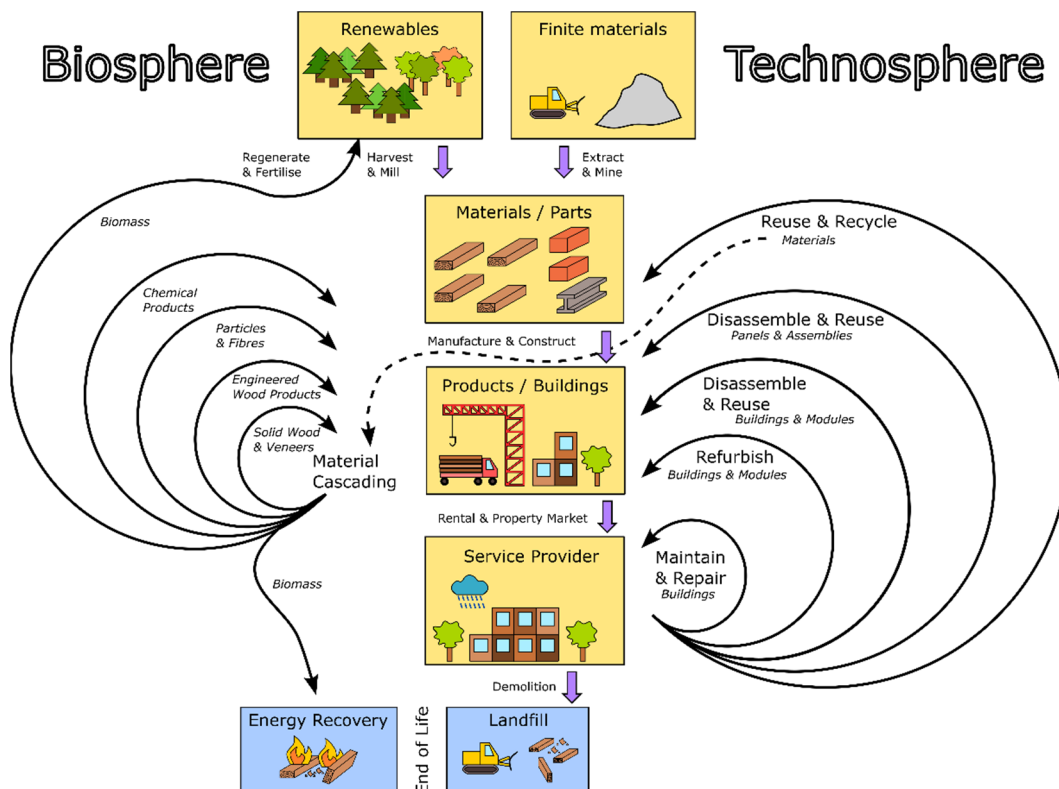 Biosphere
Renewables
Finite materials
Technosphere
Regenerate
& Fertilise
Harvest
& Mill
Extract
& Mine
Biomass
Materials / Parts
Reuse & Recycle
Materials
Chemical
Products
Particles
& Fibres
Manufacture & Construct
Disassemble & Reuse
Panels & Assemblies
Engineered
Wood Products
Products / Buildings
Disassemble
& Reuse
Buildings & Modules
Solid Wood
& Veneers
Material
Cascading
Refurbish
Buildings & Modules
Rental & Property Market
Service Provider
Maintain
& Repair
Buildings
Biomass
Demolition
Energy Recovery
End of Life
Landfill